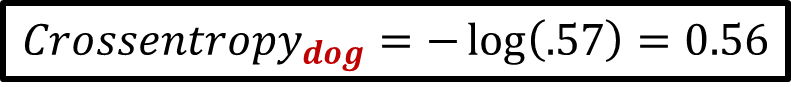 Crossentropy_dog = − log(.57) = 0.56